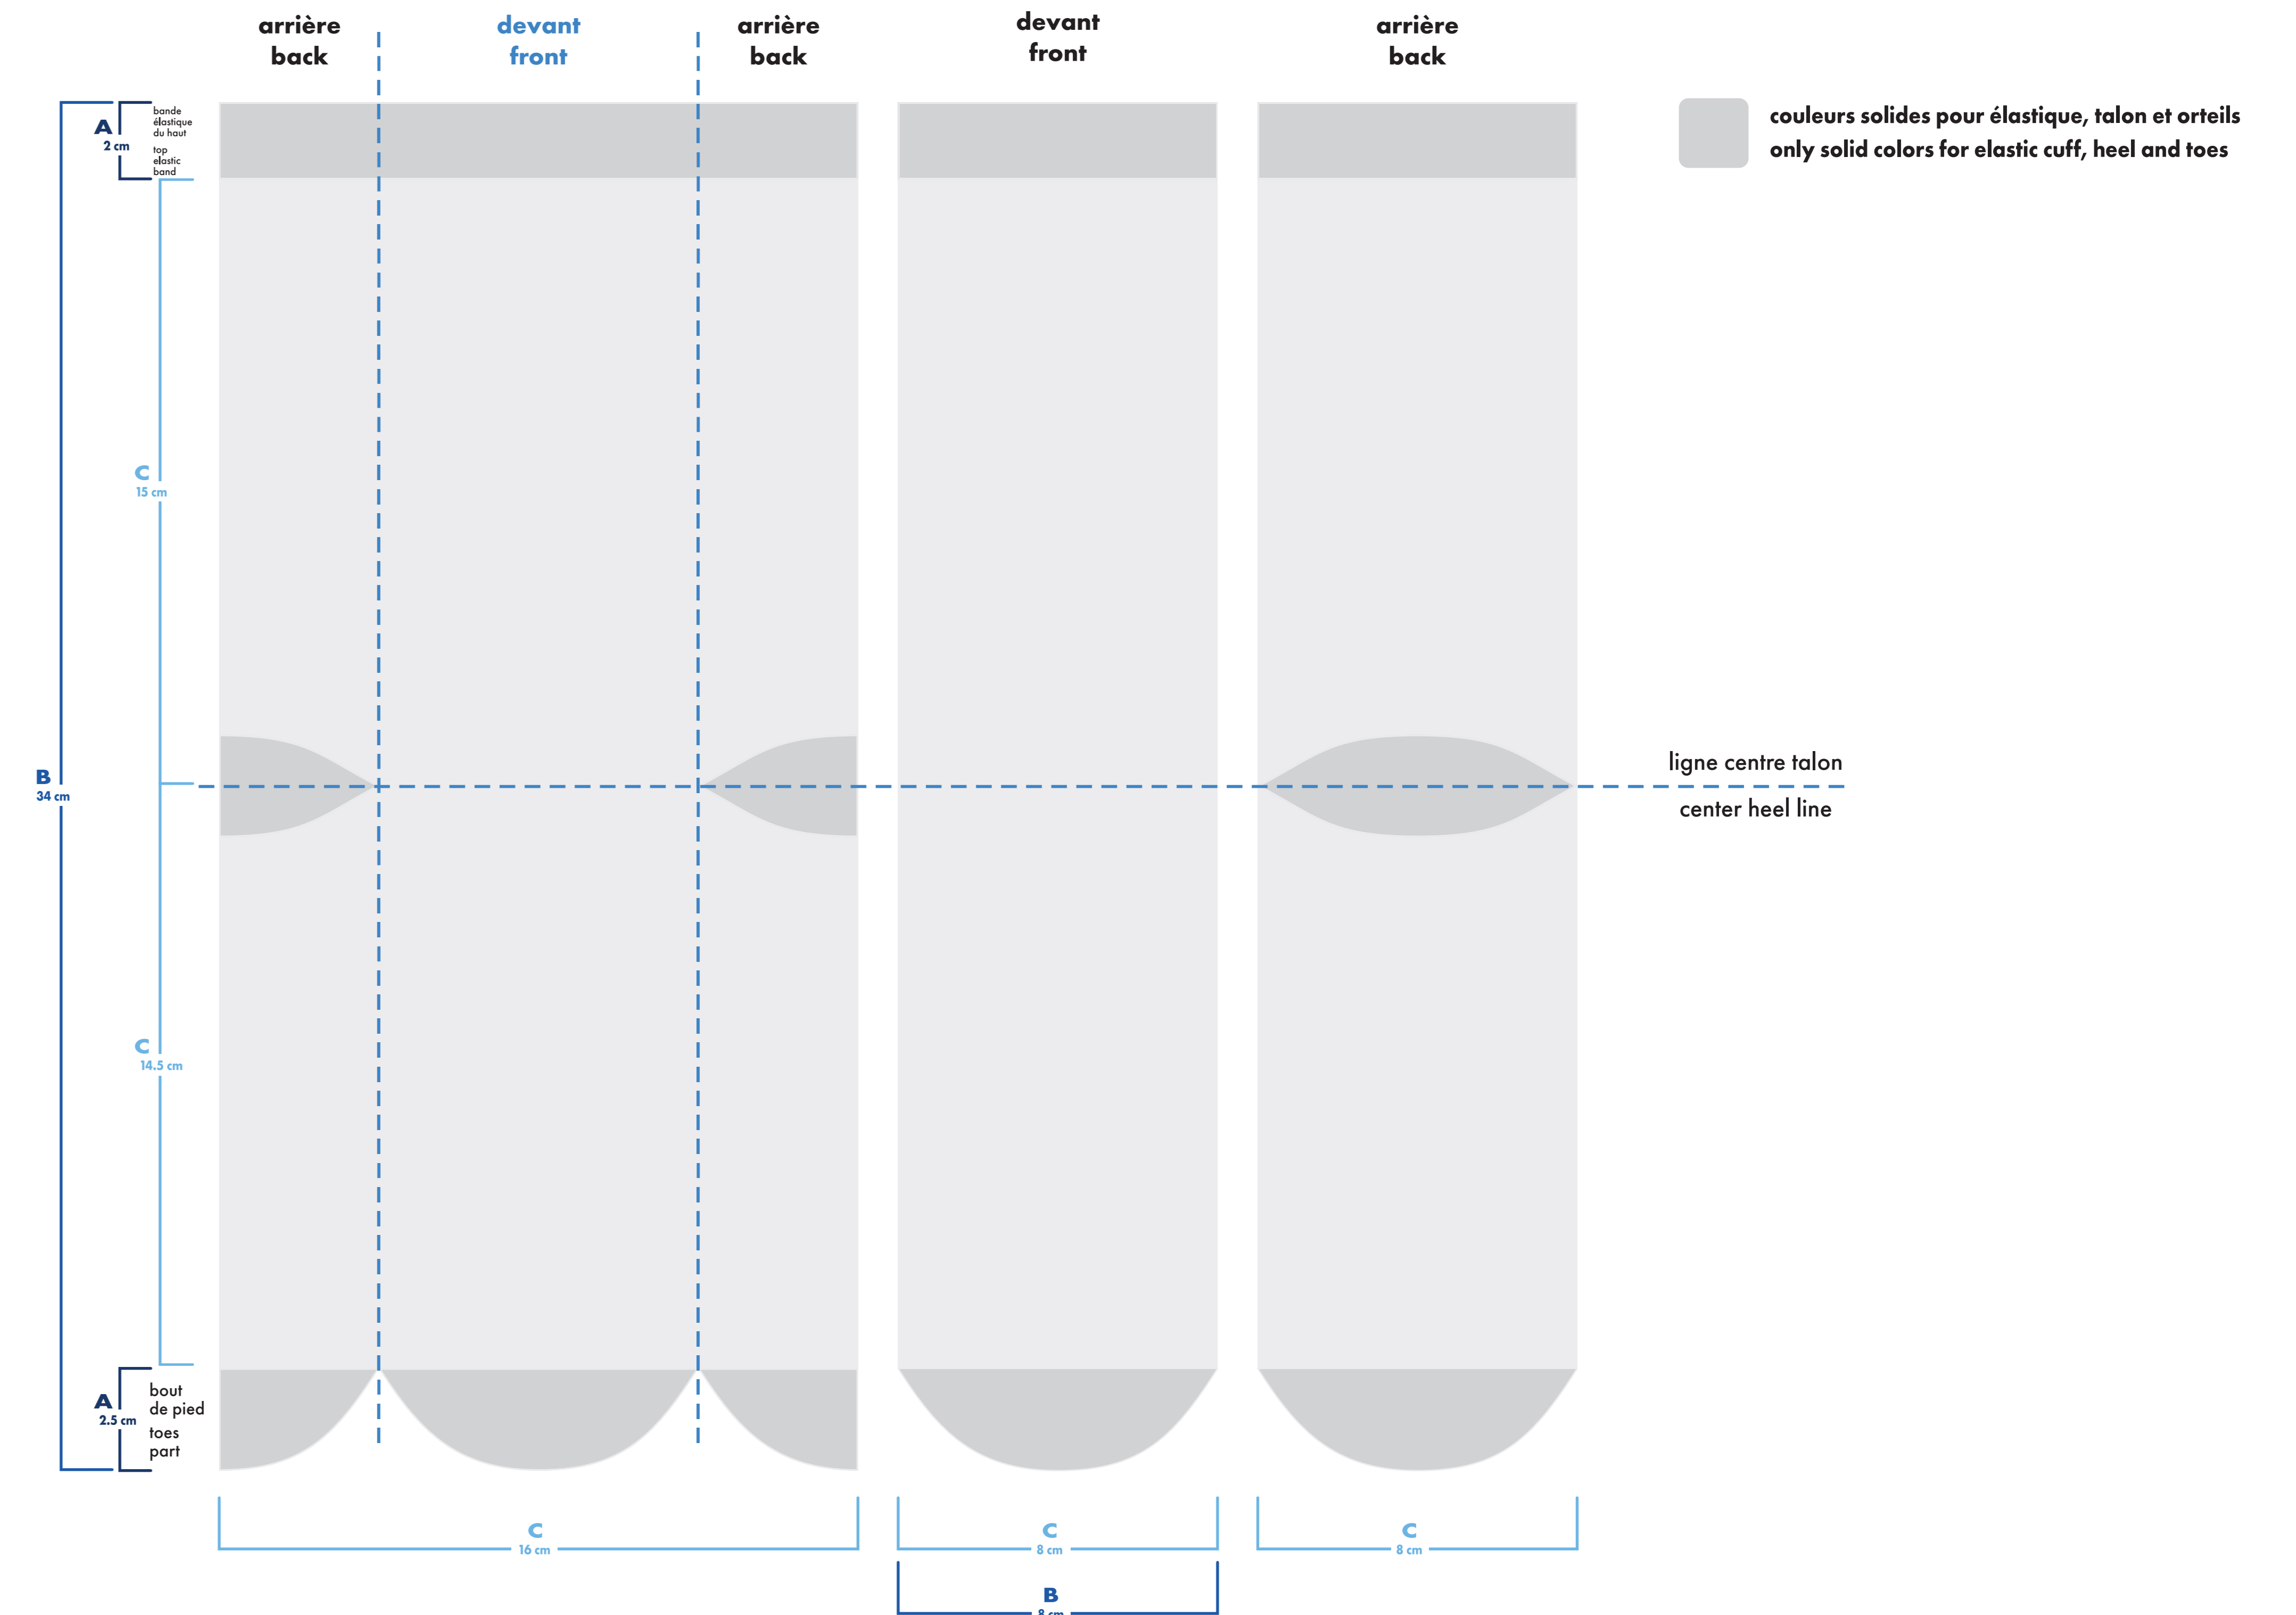 arrière
back
devant
front
arrière
back
devant
front
arrière
back
A
2 cm
bande
élastique
du haut
top
elastic
band
couleurs solides pour élastique, talon et orteils
only solid colors for elastic cuff, heel and toes
C
15 cm
B
34 cm
ligne centre talon
center heel line
C
14.5 cm
A
2.5 cm
bout
de pied
toes
part
C
16 cm
C
8 cm
C
8 cm
B
8 cm